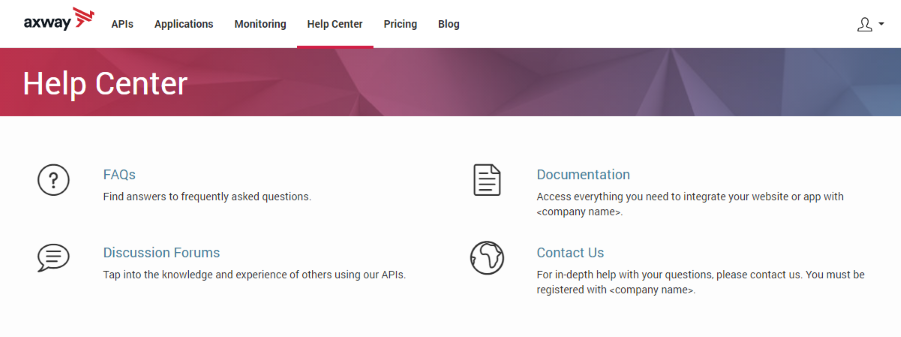 axway
APIs
Applications
Monitoring
Help Center
Pricing
Blog
Help Center
FAQs
Find answers to frequently asked questions.
Documentation
Access everything you need to integrate your website or app with
<company name>.
Discussion Forums
Tap into the knowledge and experience of others using our APIs.
Contact Us
For in-depth help with your questions, please contact us. You must be
registered with <company name>.